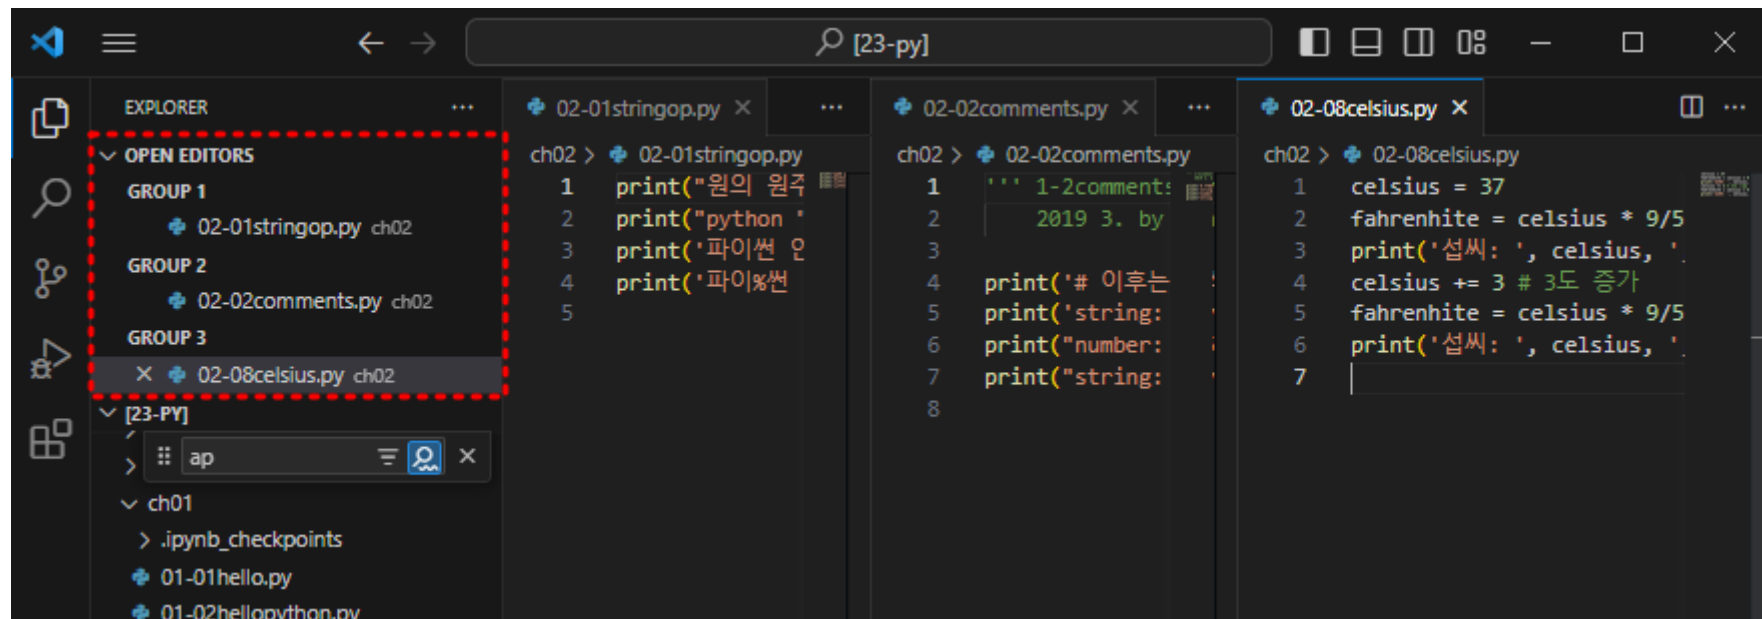 [23-py]
EXPLORER
OPEN EDITORS
GROUP 1
02-01stringop.py ch02
GROUP 2
02-02comments.py ch02
GROUP 3
02-08celsius.py ch02
[23-PY]
ap
ch01
.ipynb_checkpoints
01-01hello.py
01-02hellopython.py
02-01stringop.py
ch02 > 02-01stringop.py
1 print("원의 원주
2 print("python "
3 print('파이썬
4 print('파이%썬
5
02-02comments.py
ch02 > 02-02comments.py
1 ''' 1-2comments
2 2019 3. by
3
4 print('# 이후는
5 print('string:
6 print("number:
7 print("string:
8
02-08celsius.py
ch02 > 02-08celsius.py
1 celsius = 37
2 fahrenhite = celsius * 9/5
3 print('섭씨: ', celsius, '
4 celsius += 3 # 3도 증가
5 fahrenhite = celsius * 9/5
6 print('섭씨: ', celsius, '
7